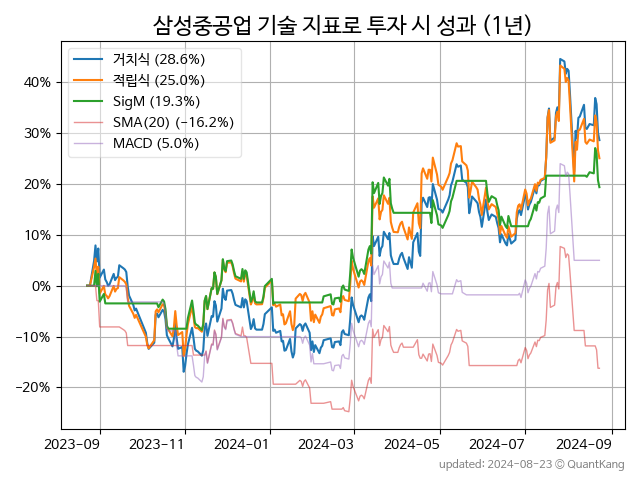 삼성중공업 기술 지표로 투자 시 성과 (1년)
거치식 (28.6%)
적립식 (25.0%)
SigM (19.3%)
SMA(20) (−16.2%)
MACD (5.0%)
40%
30%
20%
10%
0%
−10%
−20%
2023-09 2023-11 2024-01 2024-03 2024-05 2024-07 2024-09
updated: 2024-08-23 © QuantKang